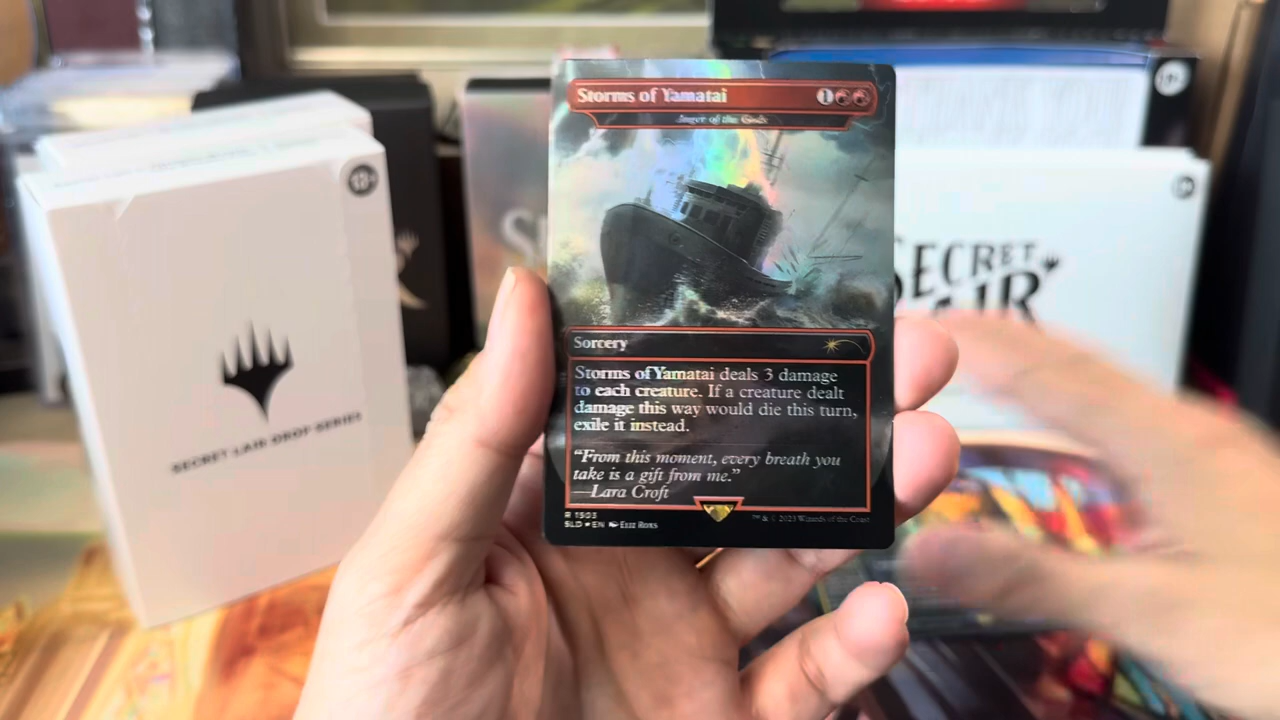 Storms of Yamatai 1
Anger of the Gods
Sorcery
Storms of Yamatai deals 3 damage
to each creature. If a creature dealt
damage this way would die this turn,
exile it instead.
“From this moment, every breath you
take is a gift from me.”
—Lara Croft
R 1503
SLD EN Eliz Roxs
™ & © 2023 Wizards of the Coast
SECRET LAIR DROP SERIES
SECRET
LAIR